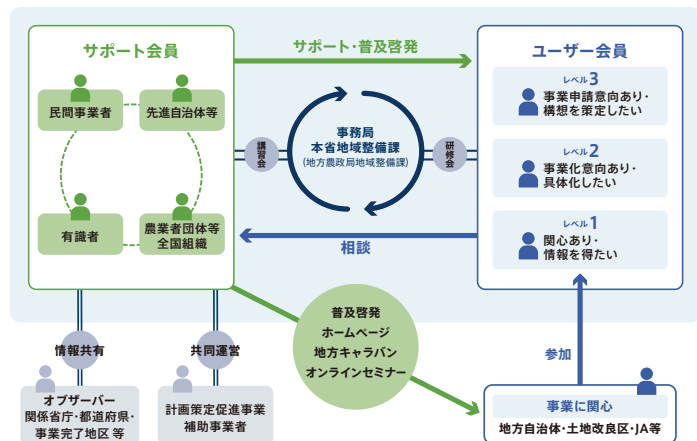 サポート会員
民間事業者
先進自治体等
有識者
農業者団体等
全国組織
サポート・普及啓発
事務局
本省地域整備課
(地方農政局地域整備課)
講習会
研修会
相談
ユーザー会員
レベル3
事業申請意向あり・
構想を策定したい
レベル2
事業化意向あり・
具体化したい
レベル1
関心あり・
情報を得たい
情報共有
共同運営
オブザーバー
関係省庁・都道府県・
事業完了地区 等
計画策定促進事業
補助事業者
普及啓発
ホームページ
地方キャラバン
オンラインセミナー
参加
事業に関心
地方自治体・土地改良区・JA等